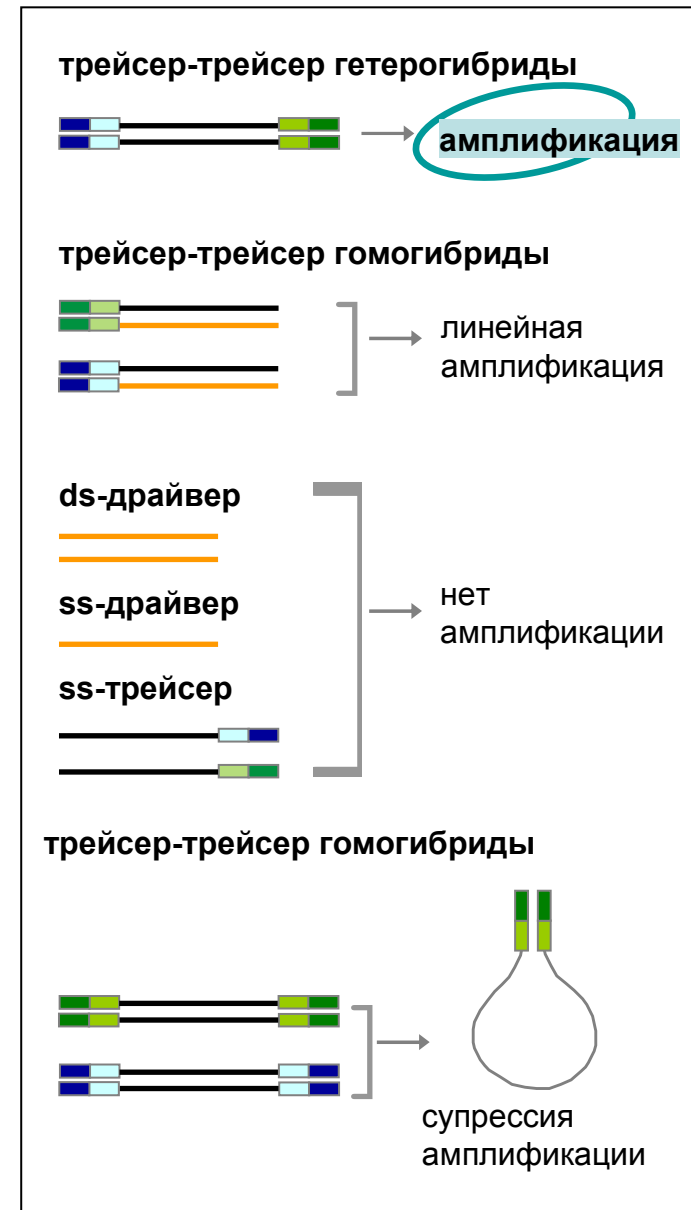 трейсер-трейсер гетерогибриды
амплификация
трейсер-трейсер гомогибриды
линейная
амплификация
ds-драйвер
ss-драйвер
нет
амплификации
ss-трейсер
трейсер-трейсер гомогибриды
супрессия
амплификации